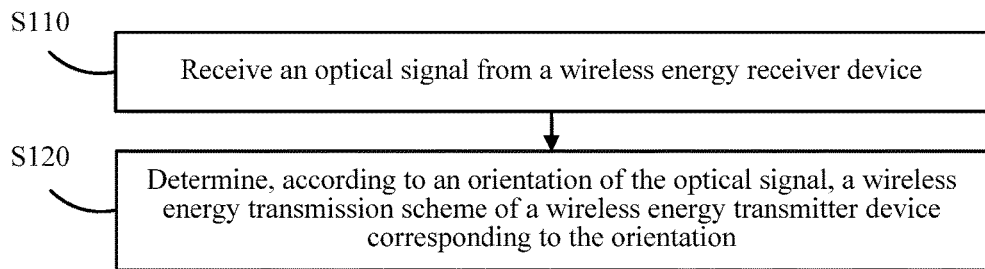 S110
Receive an optical signal from a wireless energy receiver device
S120
Determine, according to an orientation of the optical signal, a wireless
energy transmission scheme of a wireless energy transmitter device
corresponding to the orientation